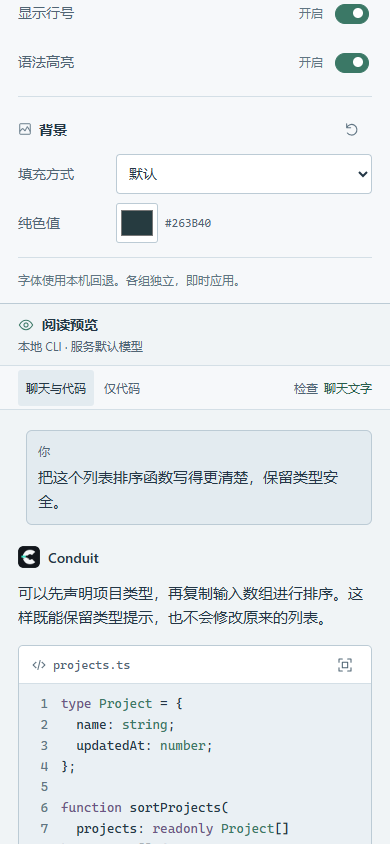 显示行号 开启
语法高亮 开启
背景
填充方式 默认
纯色值 #263B40
字体使用本机回退。各组独立，即时应用。
阅读预览
本地 CLI · 服务默认模型
聊天与代码 仅代码 检查 聊天文字
你
把这个列表排序函数写得更清楚，保留类型安
全。
Conduit
可以先声明项目类型，再复制输入数组进行排序。这
样既能保留类型提示，也不会修改原来的列表。
</> projects.ts
1 type Project = {
2   name: string;
3   updatedAt: number;
4 };
5
6 function sortProjects(
7   projects: readonly Project[]